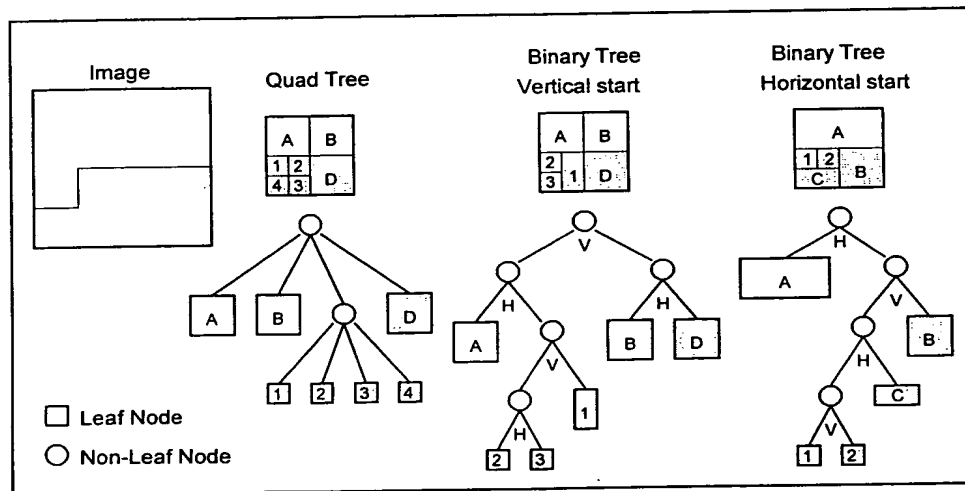 Image
Quad Tree
Binary Tree
Vertical start
Binary Tree
Horizontal start
A B
1 2
4 3 D
A B
2
3 1 D
A
1 2
C B
A B D
1 2 3 4
V
H H
A B D
V
1
H
2 3
H
A
V
B
H
C
V
1 2
Leaf Node
Non-Leaf Node